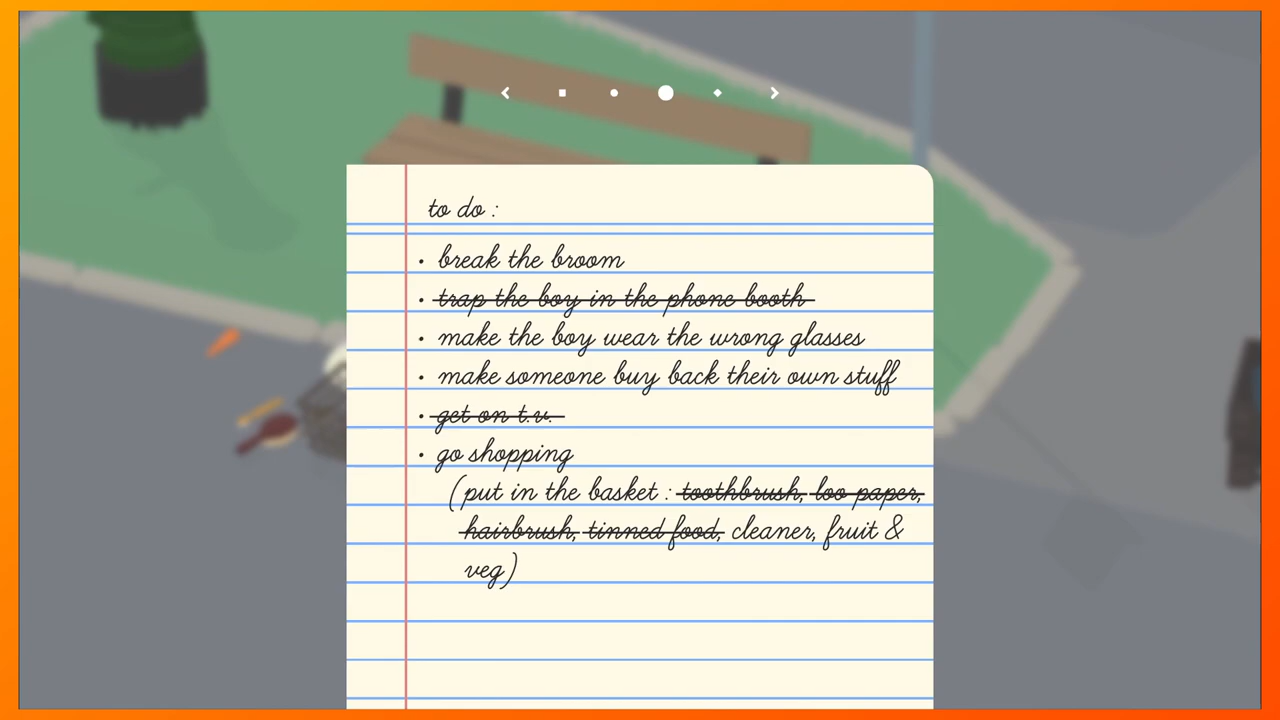 to do :
• break the broom
• trap the boy in the phone booth
• make the boy wear the wrong glasses
• make someone buy back their own stuff
• get on t.v.
• go shopping
(put in the basket : toothbrush, loo paper,
hairbrush, tinned food, cleaner, fruit &
veg)